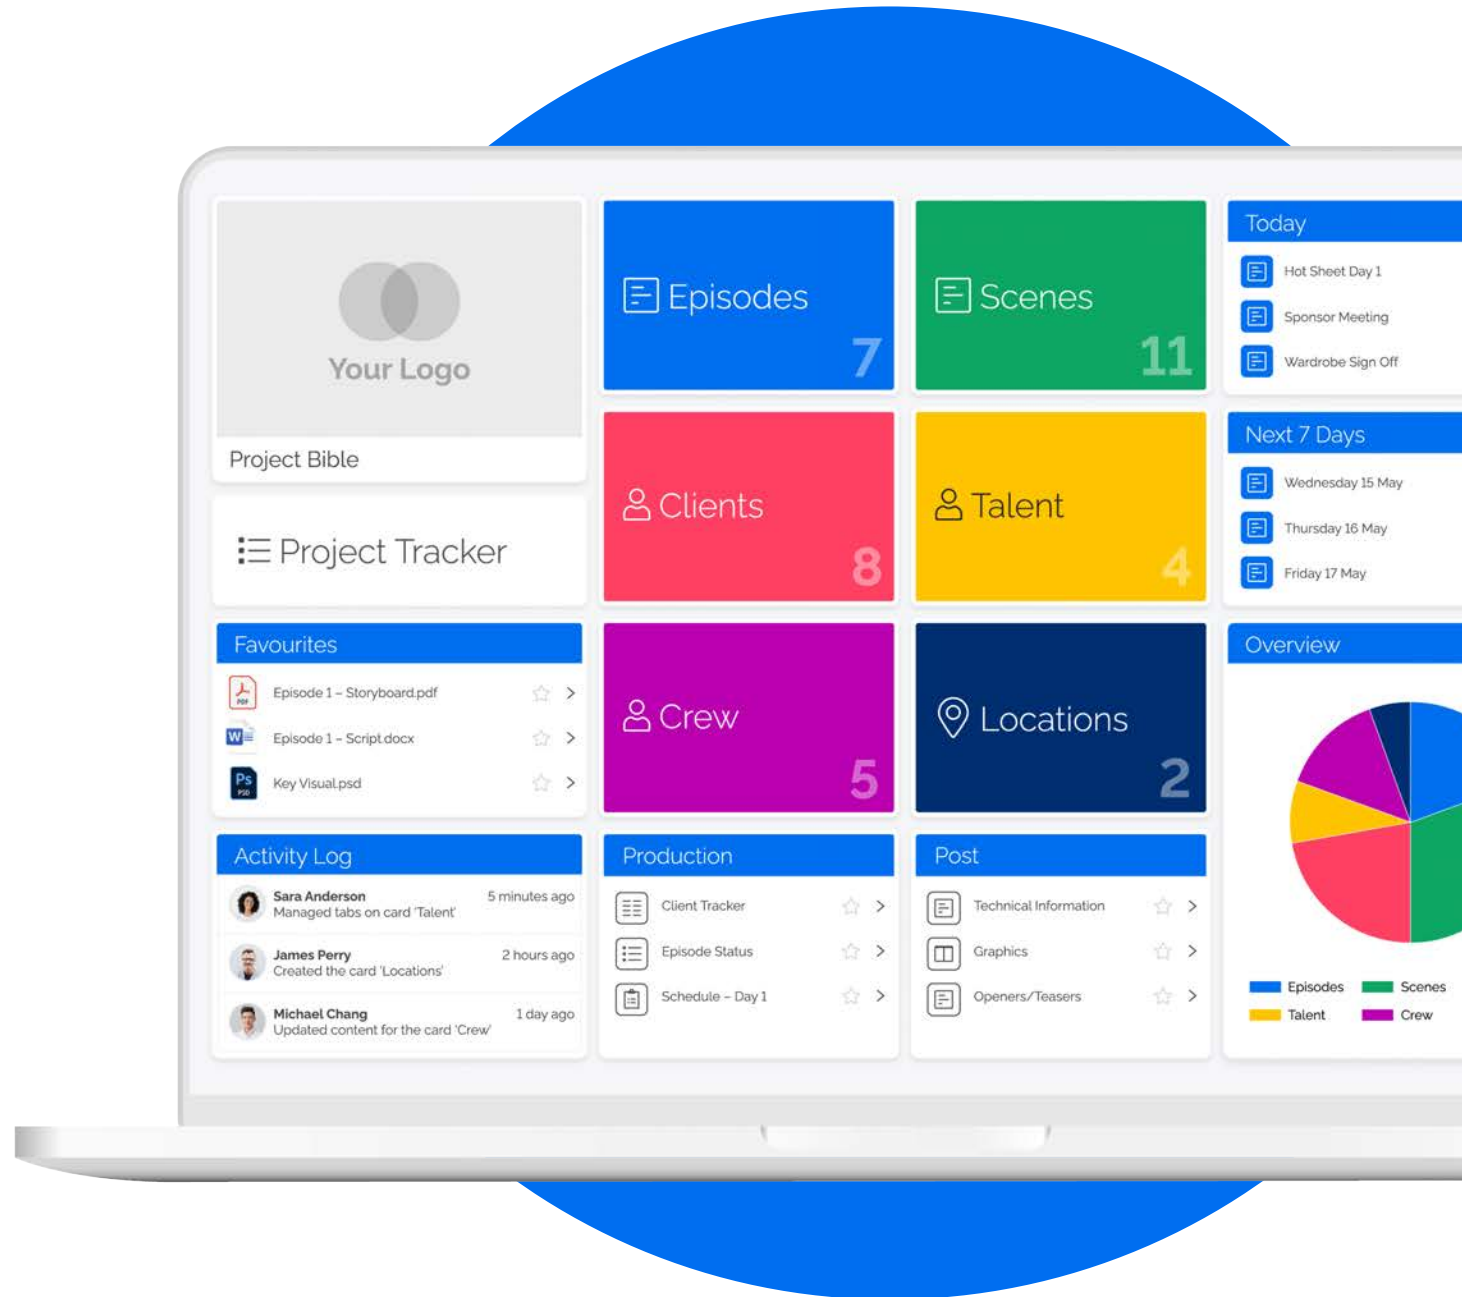 Your Logo
Project Bible
Project Tracker
Favourites
PDF
Episode 1 – Storyboard.pdf
W
Episode 1 – Script.docx
Ps
PSD
Key Visual.psd
Activity Log
Sara Anderson
5 minutes ago
Managed tabs on card 'Talent'
James Perry
2 hours ago
Created the card 'Locations'
Michael Chang
1 day ago
Updated content for the card 'Crew'
Episodes
7
Scenes
11
Clients
8
Talent
4
Crew
5
Locations
2
Production
Client Tracker
Episode Status
Schedule – Day 1
Post
Technical Information
Graphics
Openers/Teasers
Today
Hot Sheet Day 1
Sponsor Meeting
Wardrobe Sign Off
Next 7 Days
Wednesday 15 May
Thursday 16 May
Friday 17 May
Overview
Episodes
Scenes
Talent
Crew